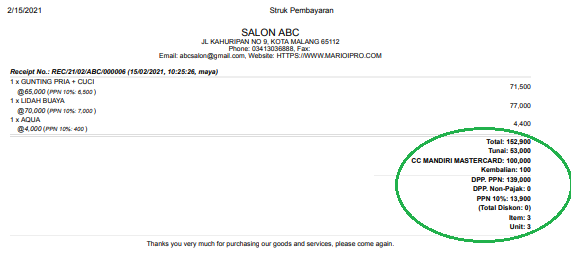 2/15/2021 Struk Pembayaran
SALON ABC
JL KAHURIPAN NO 9, KOTA MALANG 65112
Phone: 03413036888, Fax:
Email: abcsalon@gmail.com, Website: HTTPS://WWW.MARIOIPRO.COM
Receipt No.: REC/21/02/ABC/000006 (15/02/2021, 10:25:26, maya)
1 x GUNTING PRIA + CUCI
@65,000 (PPN 10%: 6,500 ) 71,500
1 x LIDAH BUAYA
@70,000 (PPN 10%: 7,000 ) 77,000
1 x AQUA
@4,000 (PPN 10%: 400 ) 4,400
Total: 152,900
Tunai: 53,000
CC MANDIRI MASTERCARD: 100,000
Kembalian: 100
DPP. PPN: 139,000
DPP. Non-Pajak: 0
PPN 10%: 13,900
(Total Diskon: 0)
Item: 3
Unit: 3
Thanks you very much for purchasing our goods and services, please come again.